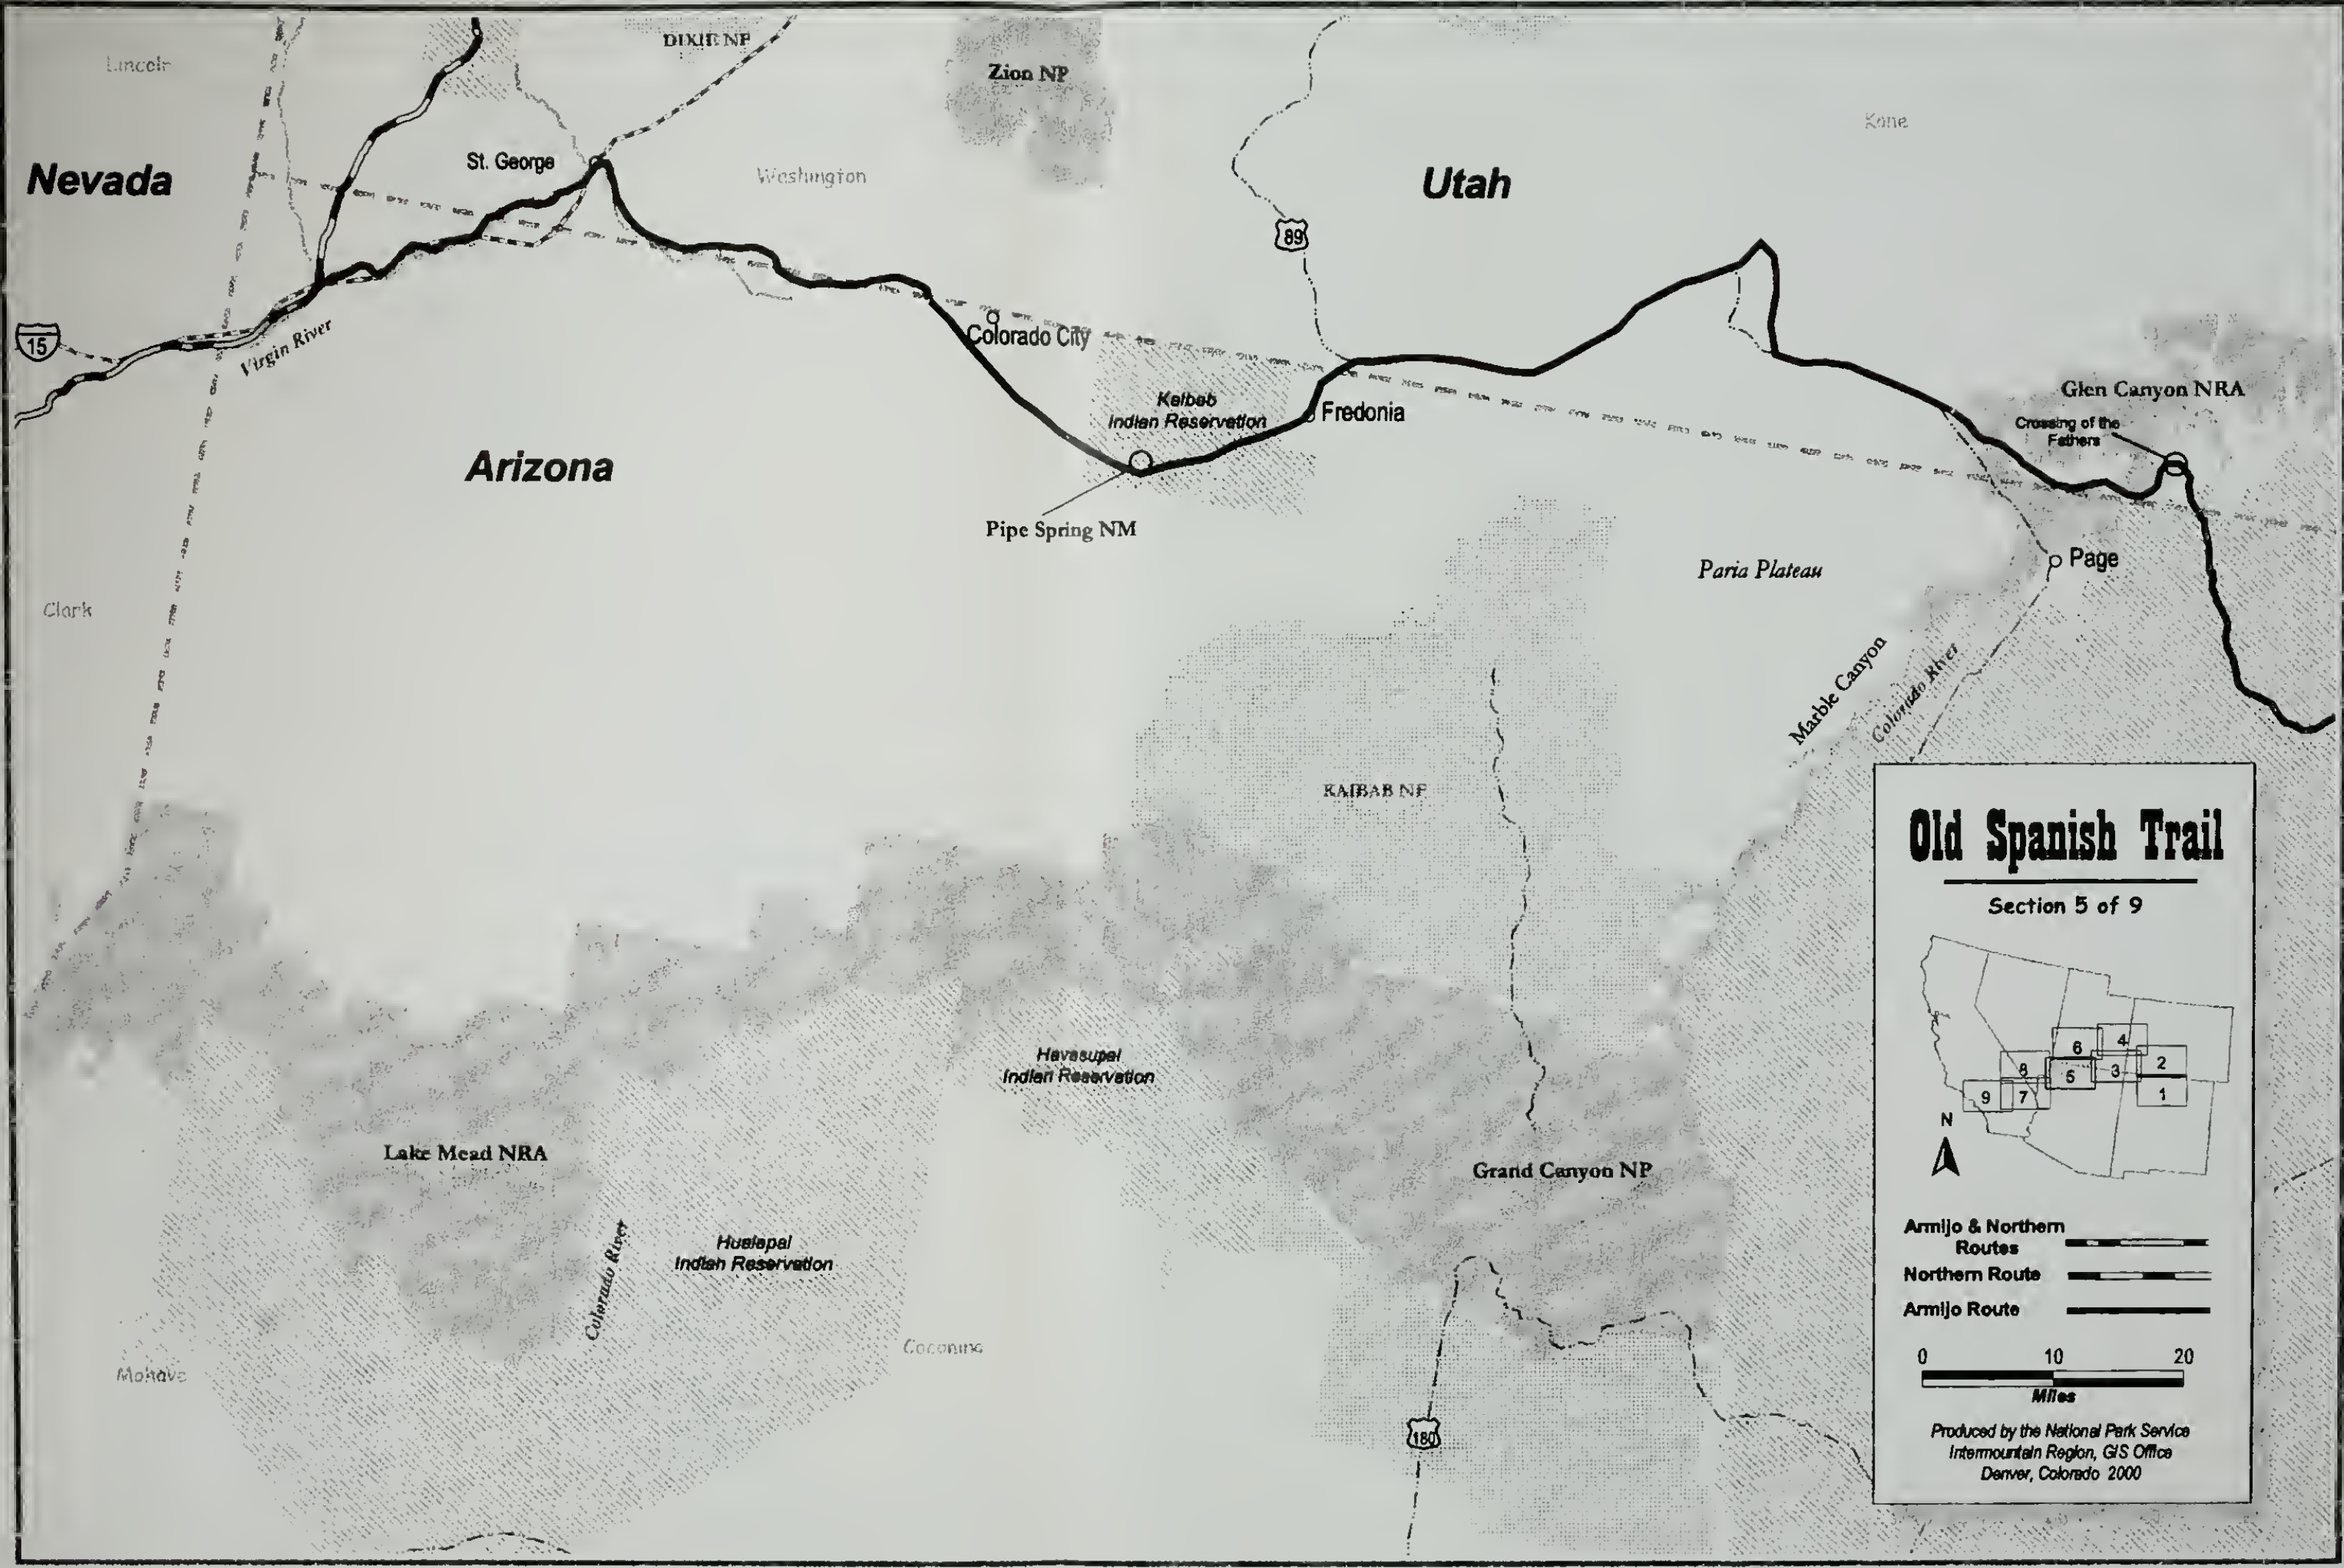 Lincoln
DIXIE NF
Zion NP
Kane
Nevada
St. George
Washington
Utah
89
15
Virgin River
Colorado City
Kaibab
Indian Reservation
Fredonia
Glen Canyon NRA
Crossing of the
Fathers
Arizona
Pipe Spring NM
Paria Plateau
Page
Clark
Marble Canyon
Colorado River
KAIBAB NF
Havasupai
Indian Reservation
Lake Mead NRA
Grand Canyon NP
Colorado River
Hualapai
Indian Reservation
Coconino
Mohave
180
Old Spanish Trail
Section 5 of 9
6
4
8
5
3
2
9
7
1
N
Armijo & Northern
Routes
Northern Route
Armijo Route
0 10 20
Miles
Produced by the National Park Service
Intermountain Region, GIS Office
Denver, Colorado 2000